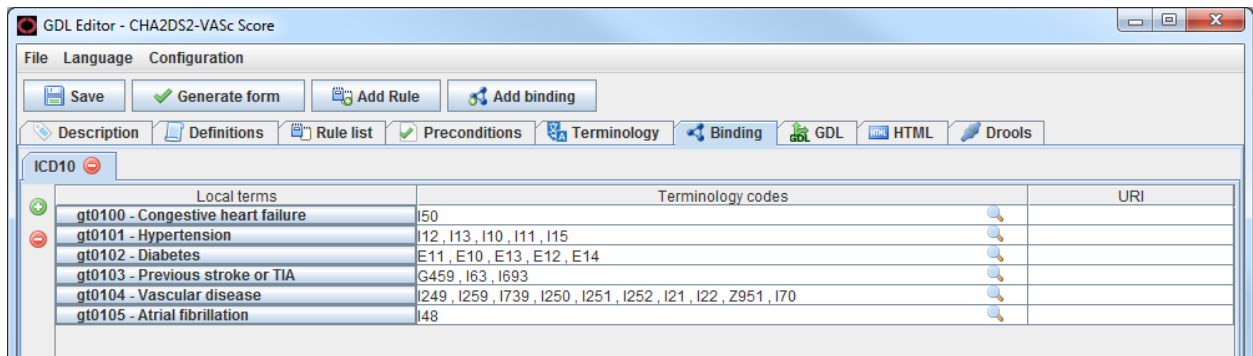 GDL Editor - CHA2DS2-VASc Score
File Language Configuration
Save Generate form Add Rule Add binding
Description Definitions Rule list Preconditions Terminology Binding GDL HTML Drools
ICD10
Local terms Terminology codes URI
gt0100 - Congestive heart failure I50
gt0101 - Hypertension I12 , I13 , I10 , I11 , I15
gt0102 - Diabetes E11 , E10 , E13 , E12 , E14
gt0103 - Previous stroke or TIA G459 , I63 , I693
gt0104 - Vascular disease I249 , I259 , I739 , I250 , I251 , I252 , I21 , I22 , Z951 , I70
gt0105 - Atrial fibrillation I48